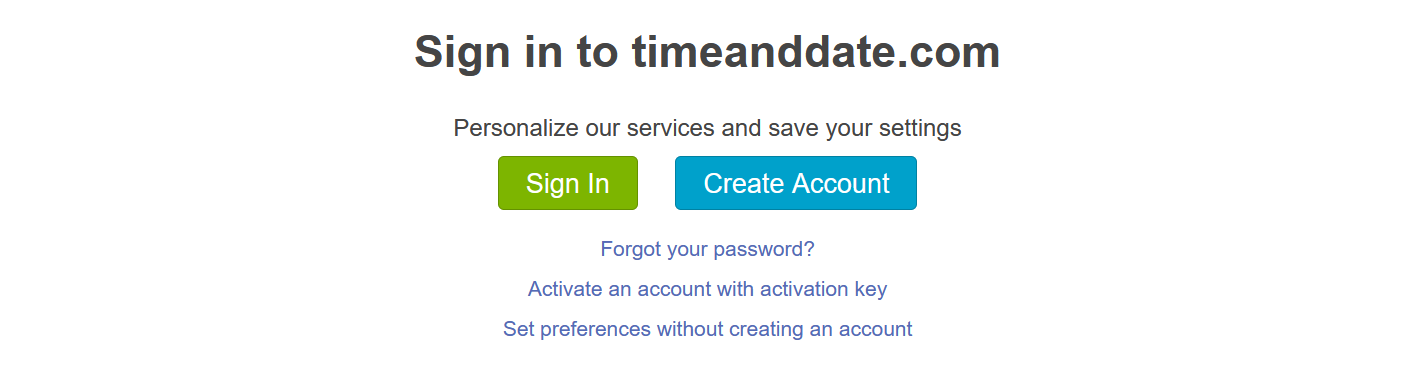 Sign in to timeanddate.com
Personalize our services and save your settings
Sign In Create Account
Forgot your password?
Activate an account with activation key
Set preferences without creating an account